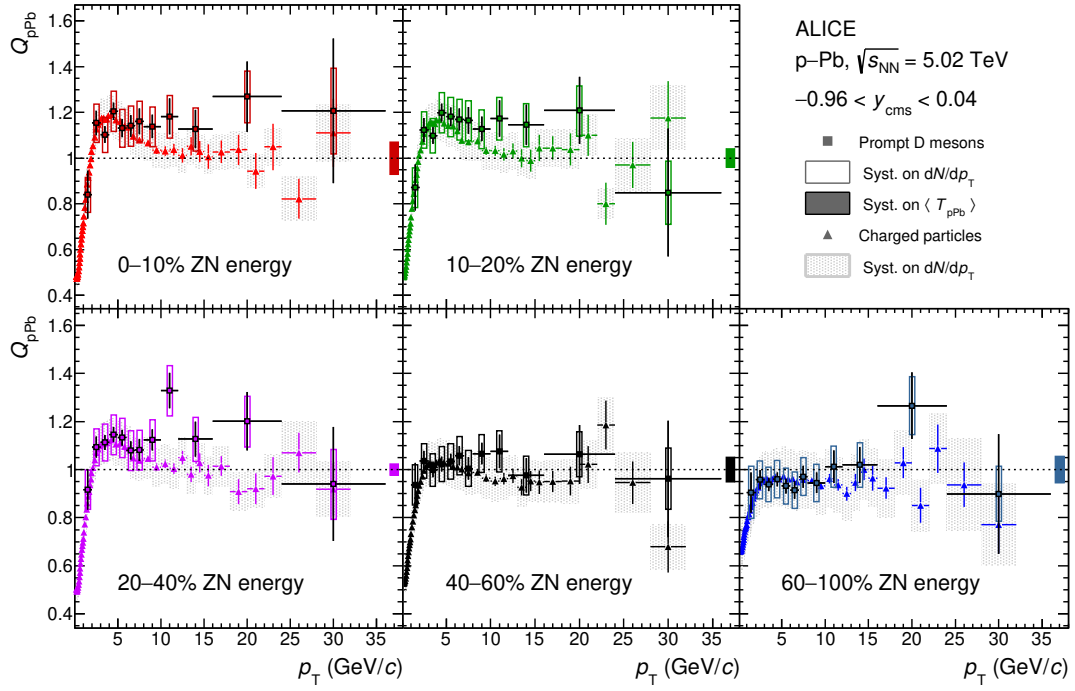 Q_pPb
1.6
1.4
1.2
1
0.8
0.6
0.4
0–10% ZN energy
10–20% ZN energy
ALICE
p–Pb, √s_NN = 5.02 TeV
−0.96 < y_cms < 0.04
Prompt D mesons
Syst. on dN/dp_T
Syst. on ⟨ T_pPb ⟩
Charged particles
Syst. on dN/dp_T
Q_pPb
1.6
1.4
1.2
1
0.8
0.6
0.4
20–40% ZN energy
40–60% ZN energy
60–100% ZN energy
5 10 15 20 25 30 35
5 10 15 20 25 30 35
0 5 10 15 20 25 30 35
p_T (GeV/c)
p_T (GeV/c)
p_T (GeV/c)